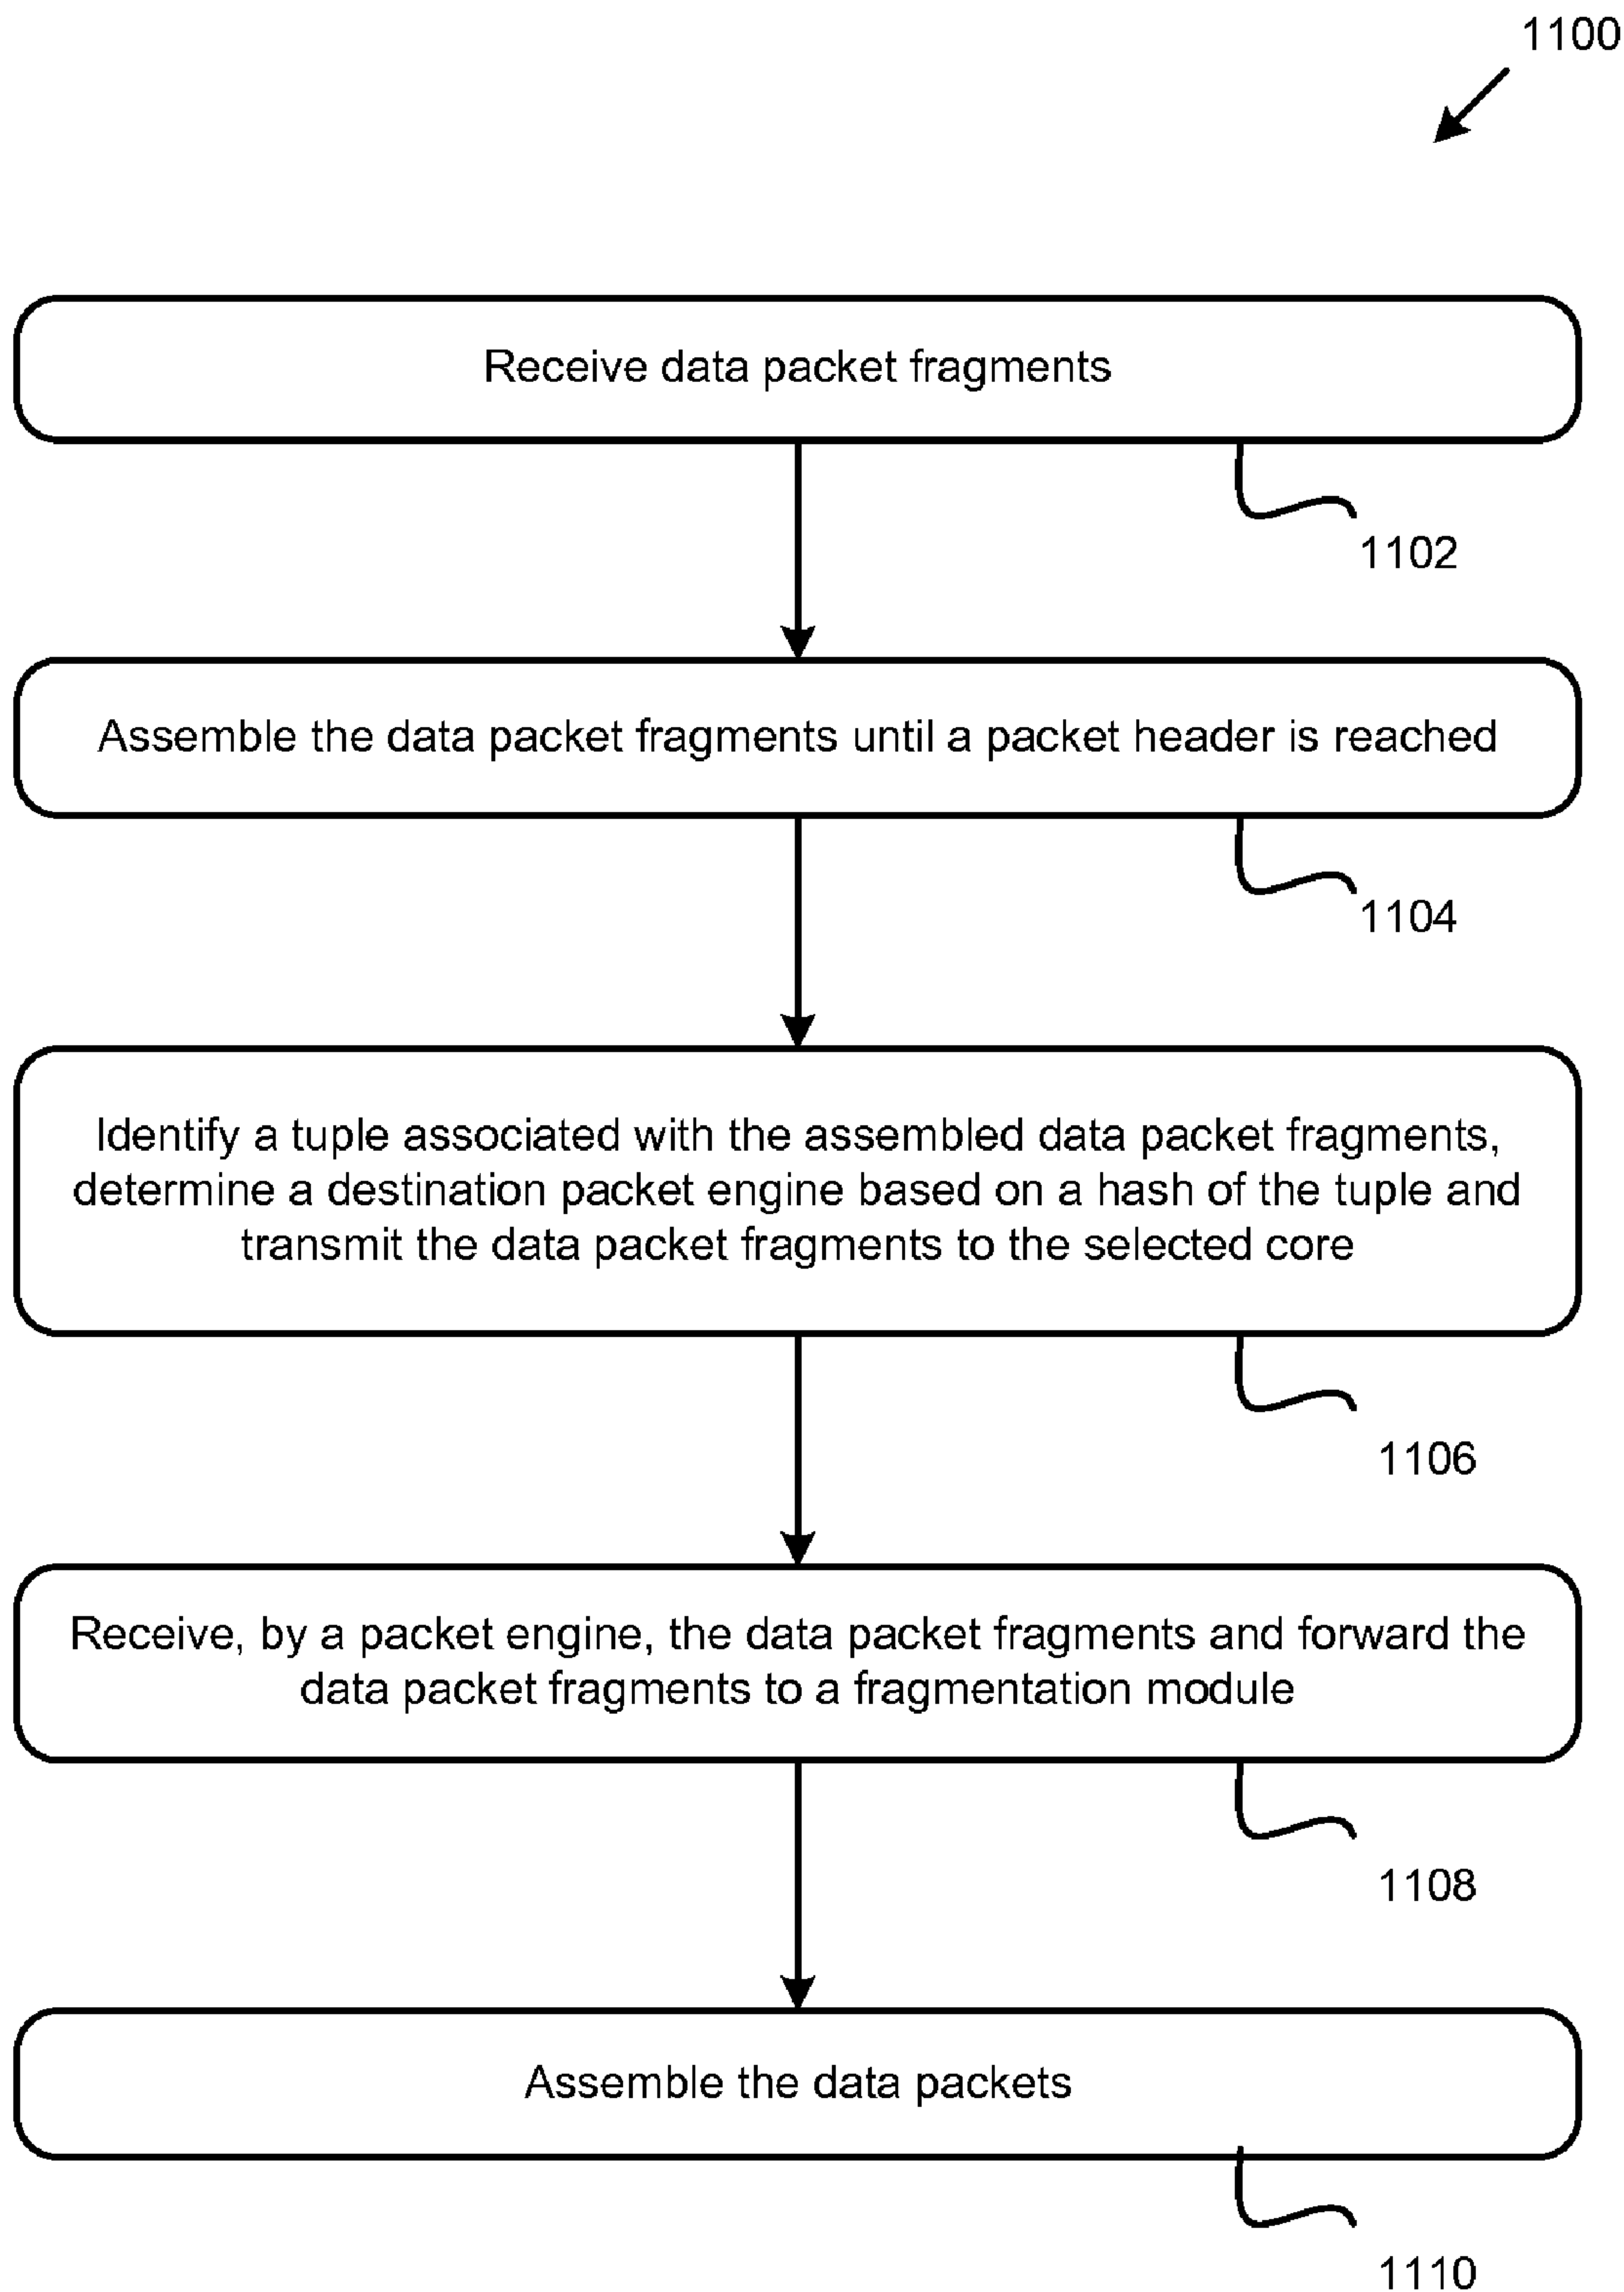 1100
Receive data packet fragments
1102
Assemble the data packet fragments until a packet header is reached
1104
Identify a tuple associated with the assembled data packet fragments,
determine a destination packet engine based on a hash of the tuple and
transmit the data packet fragments to the selected core
1106
Receive, by a packet engine, the data packet fragments and forward the
data packet fragments to a fragmentation module
1108
Assemble the data packets
1110